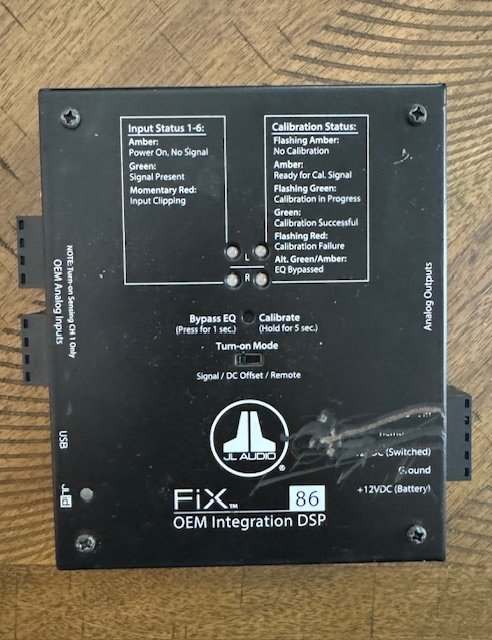 Input Status 1-6:
Amber:
Power On, No Signal
Green:
Signal Present
Momentary Red:
Input Clipping
Calibration Status:
Flashing Amber:
No Calibration
Amber:
Ready for Cal. Signal
Flashing Green:
Calibration in Progress
Green:
Calibration Successful
Flashing Red:
Calibration Failure
Alt. Green/Amber:
EQ Bypassed
L
R
NOTE: Turn-on Sensing CH 1 Only
OEM Analog Inputs
Analog Outputs
Bypass EQ
(Press for 1 sec.)
Calibrate
(Hold for 5 sec.)
Turn-on Mode
Signal / DC Offset / Remote
USB
JL AUDIO
®
(Switched)
Ground
+12VDC (Battery)
JLid
FiX™ 86
OEM Integration DSP